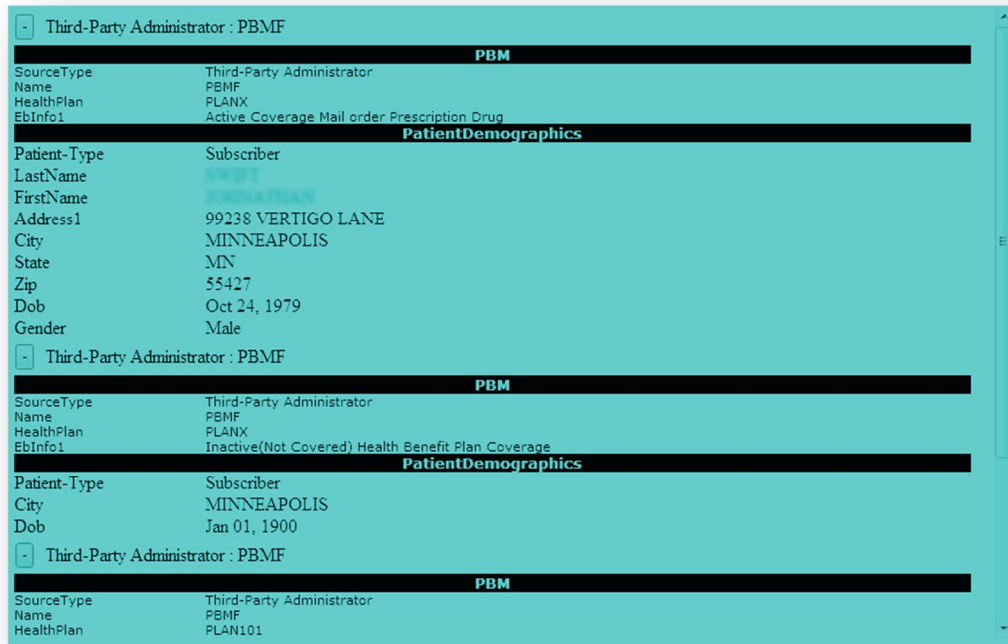 - Third-Party Administrator : PBMF
PBM
SourceType Third-Party Administrator
Name PBMF
HealthPlan PLANX
EbInfo1 Active Coverage Mail order Prescription Drug
PatientDemographics
Patient-Type Subscriber
LastName
FirstName
Address1 99238 VERTIGO LANE
City MINNEAPOLIS
State MN
Zip 55427
Dob Oct 24, 1979
Gender Male
- Third-Party Administrator : PBMF
PBM
SourceType Third-Party Administrator
Name PBMF
HealthPlan PLANX
EbInfo1 Inactive(Not Covered) Health Benefit Plan Coverage
PatientDemographics
Patient-Type Subscriber
City MINNEAPOLIS
Dob Jan 01, 1900
- Third-Party Administrator : PBMF
PBM
SourceType Third-Party Administrator
Name PBMF
HealthPlan PLAN101